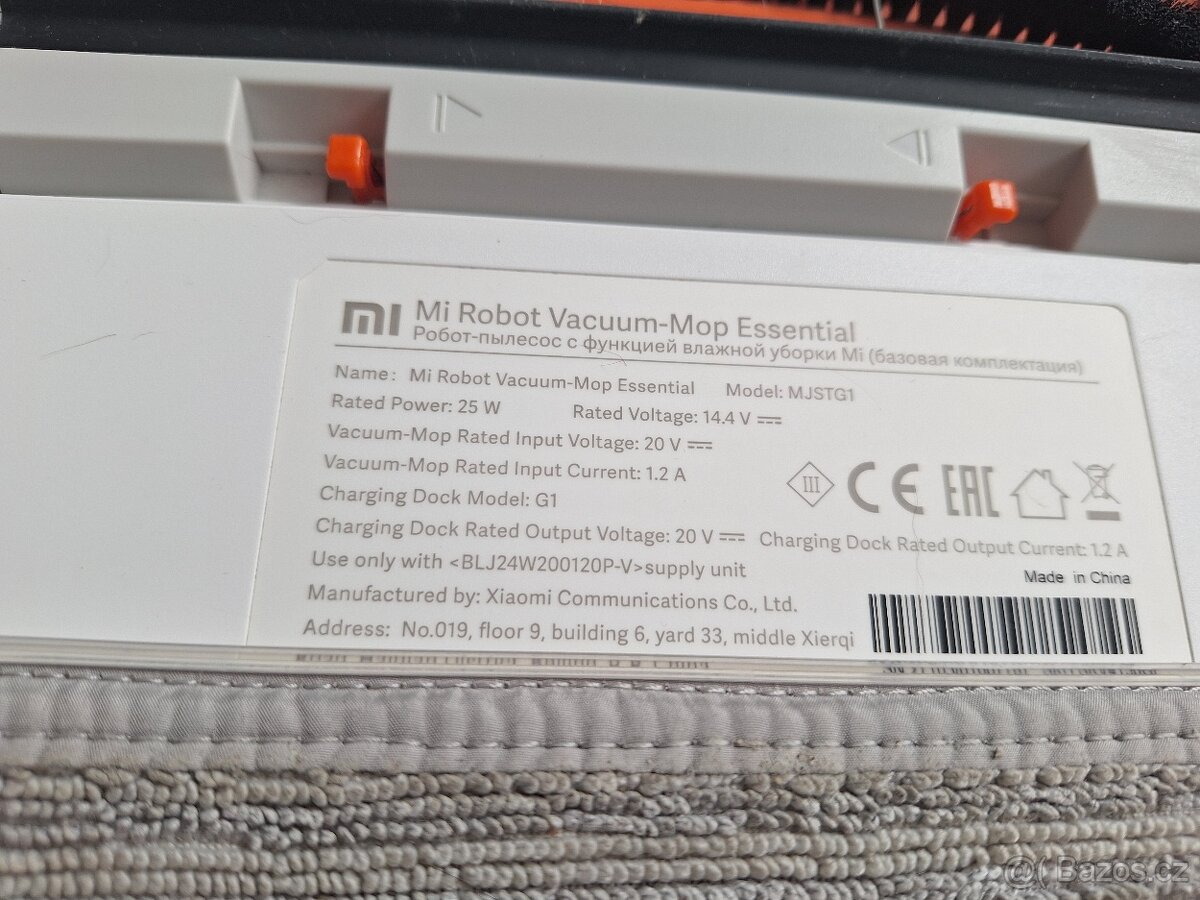 mi Mi Robot Vacuum-Mop Essential
Робот-пылесос с функцией влажной уборки Mi (базовая комплектация)
Name: Mi Robot Vacuum-Mop Essential Model: MJSTG1
Rated Power: 25 W Rated Voltage: 14.4 V
Vacuum-Mop Rated Input Voltage: 20 V
Vacuum-Mop Rated Input Current: 1.2 A
Charging Dock Model: G1
III CE EAC
Charging Dock Rated Output Voltage: 20 V Charging Dock Rated Output Current: 1.2 A
Use only with <BLJ24W200120P-V>supply unit
Made in China
Manufactured by: Xiaomi Communications Co., Ltd.
Address: No.019, floor 9, building 6, yard 33, middle Xierqi
@( Bazos.cz